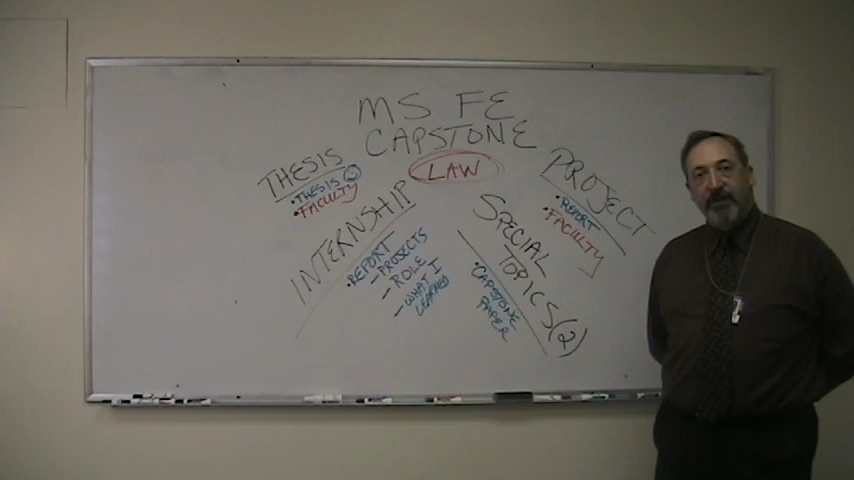 MS FE
CAPSTONE
LAW
THESIS
• THESIS ☺
• FACULTY
INTERNSHIP
• REPORT
- PROJECTS
- ROLE
- WHAT I
LEARNED
SPECIAL
TOPICS (2)
• CAPSTONE
PAPER
PROJECT
• REPORT
• FACULTY